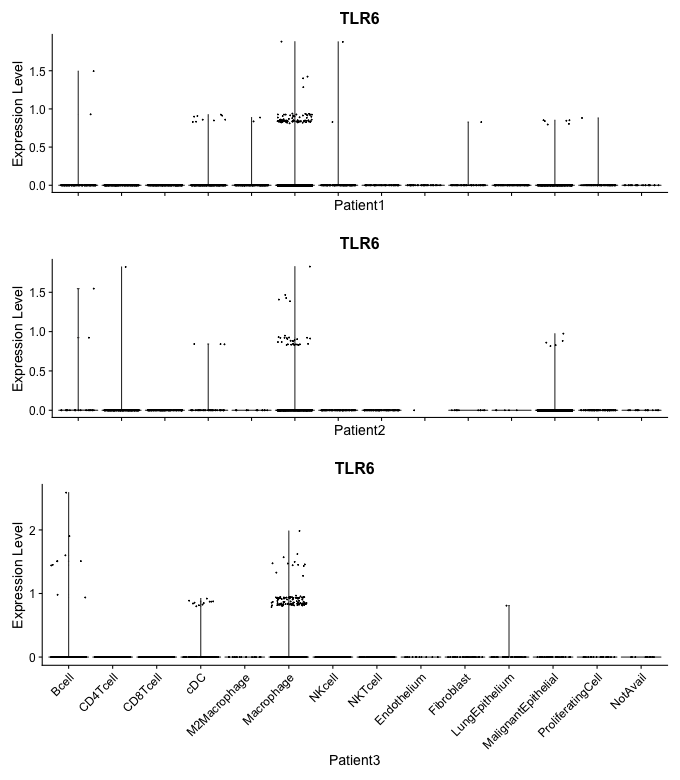 TLR6
Expression Level
1.5
1.0
0.5
0.0
Patient1
TLR6
Expression Level
1.5
1.0
0.5
0.0
Patient2
TLR6
Expression Level
2
1
0
Bcell
CD4Tcell
CD8Tcell
cDC
M2Macrophage
Macrophage
NKcell
NKTcell
Endothelium
Fibroblast
LungEpithelium
MalignantEpithelial
ProliferatingCell
NotAvail
Patient3